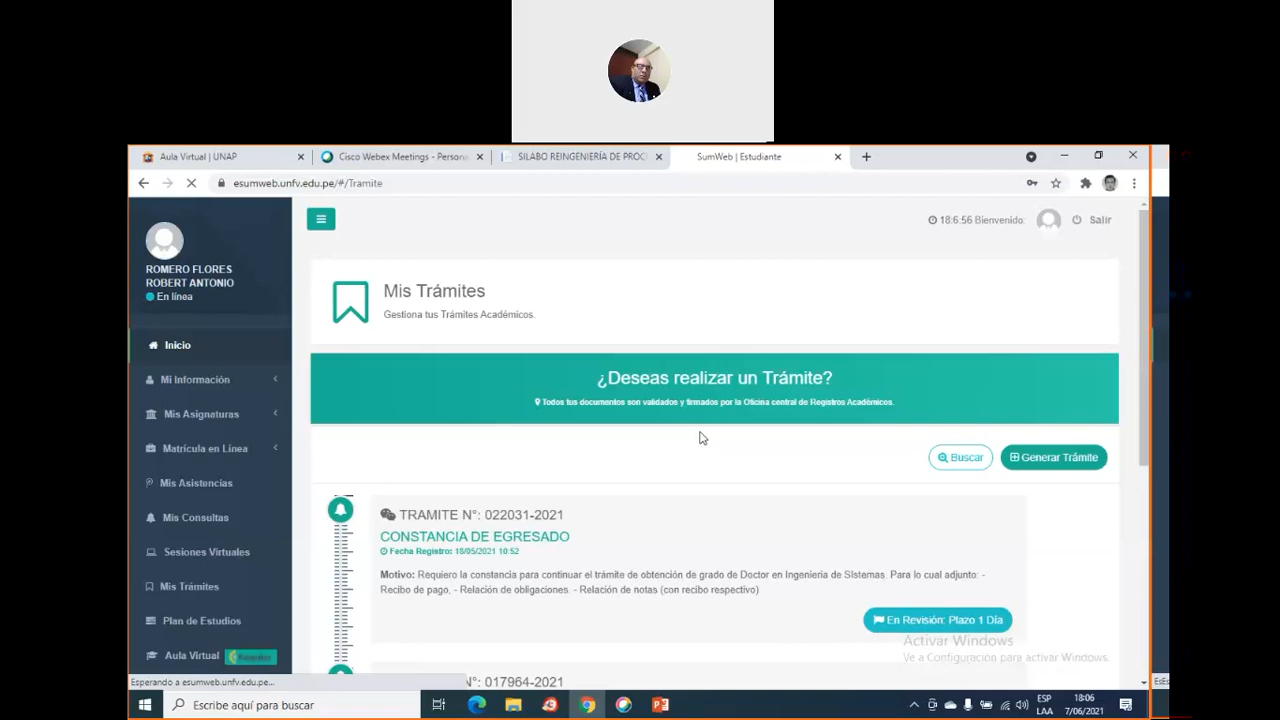 Aula Virtual | UNAP
Cisco Webex Meetings - Persona
SILABO REINGENIERÍA DE PROC
SumWeb | Estudiante
esumweb.unfv.edu.pe/#/Tramite
ROMERO FLORES
ROBERT ANTONIO
En línea
18:6:56 Bienvenido:
Salir
Mis Trámites
Gestiona tus Trámites Académicos.
¿Deseas realizar un Trámite?
Todos tus documentos son validados y firmados por la Oficina central de Registros Académicos.
Buscar
Generar Trámite
Inicio
Mi Información
Mis Asignaturas
Matrícula en Línea
Mis Asistencias
Mis Consultas
Sesiones Virtuales
Mis Trámites
Plan de Estudios
Aula Virtual
TRAMITE N°: 022031-2021
CONSTANCIA DE EGRESADO
Fecha Registro: 18/05/2021 10:52
Motivo: Requiero la constancia para continuar el trámite de obtención de grado de Doctor en Ingeniería de SIstemas. Para lo cual adjunto: -
Recibo de pago, - Relación de obligaciones. - Relación de notas (con recibo respectivo)
En Revisión: Plazo 1 Día
Activar Windows
Ve a Configuración para activar Windows.
N°: 017964-2021
Esperando a esumweb.unfv.edu.pe...
Escribe aquí para buscar
ESP
LAA
18:06
7/06/2021